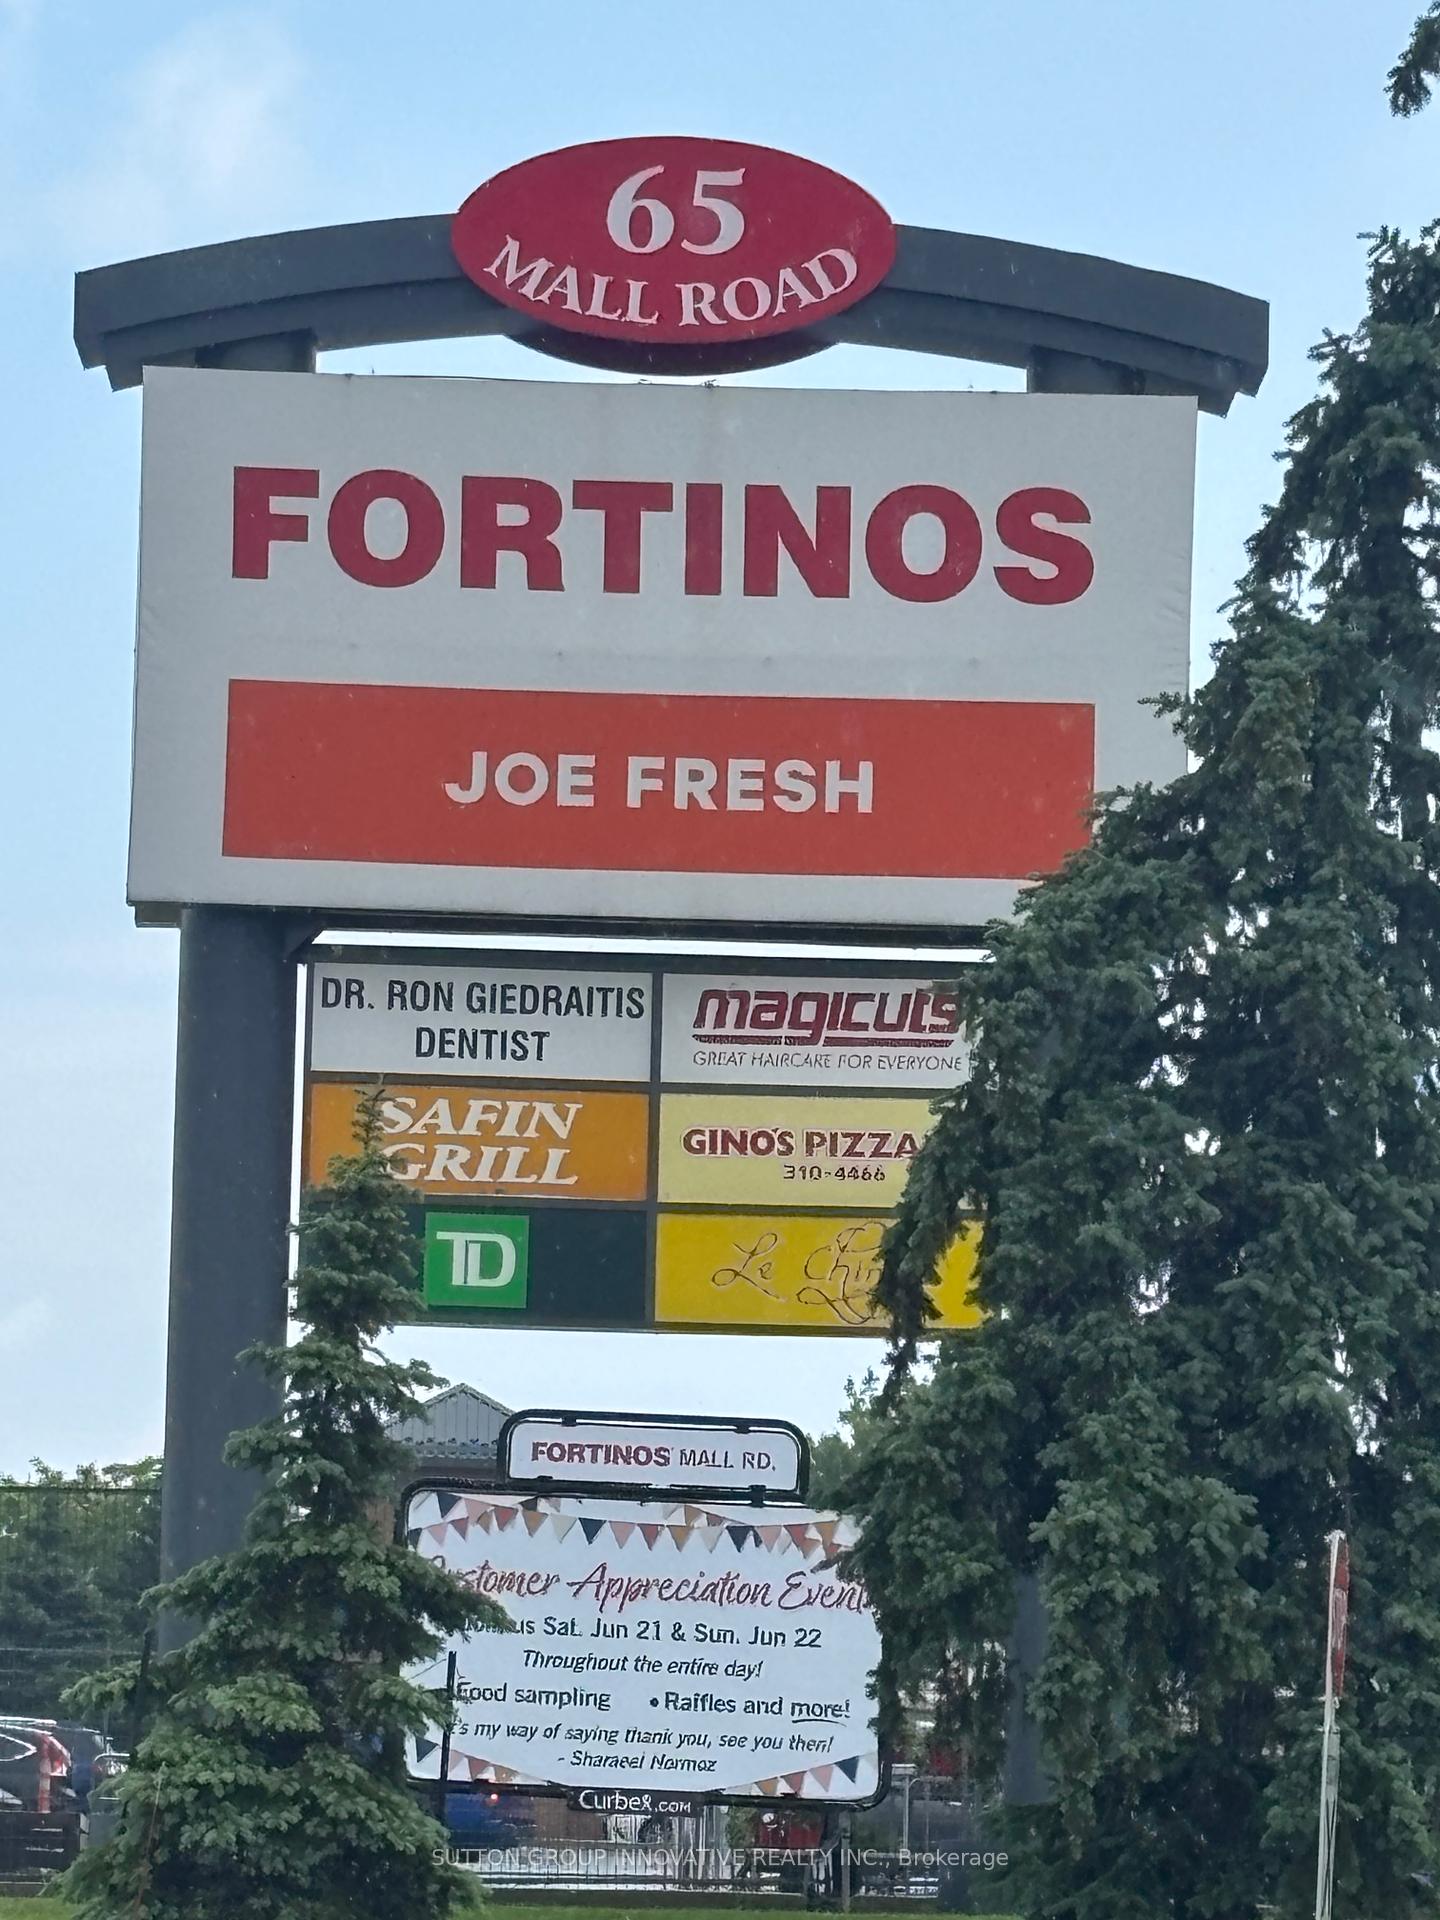 65
MALL ROAD
FORTINOS
JOE FRESH
DR. RON GIEDRAITIS
DENTIST
magicuts
GREAT HAIRCARE FOR EVERYONE
SAFIN
GRILL
GINO'S PIZZA
310-4466
TD
Le
FORTINOS MALL RD.
Appreciation Event
us Sat. Jun 21 & Sun. Jun 22
Throughout the entire day!
Food sampling • Raffles and more!
my way of saying thank you, see you then!
Curbex.com
SUTTON GROUP INNOVATIVE REALTY INC., Brokerage